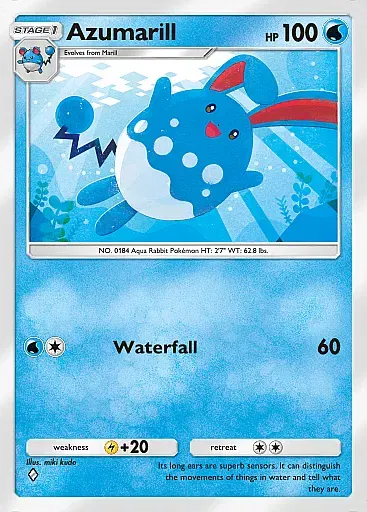 STAGE 1
Azumarill
HP 100
Evolves from Marill
NO. 0184 Aqua Rabbit Pokémon HT: 2'7" WT: 62.8 lbs.
Waterfall 60
weakness +20 retreat
Illus. miki kudo
Its long ears are superb sensors. It can distinguish
the movements of things in water and tell what
they are.